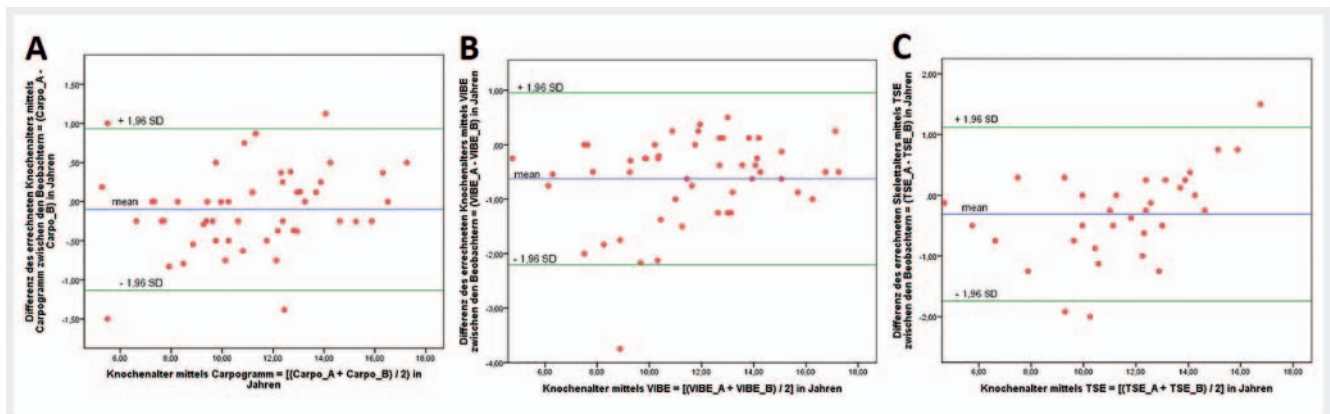 A
Differenz des errechneten Knochenalters mittels
Carpogramm zwischen den Beobachtern = (Carpo_A -
Carpo_B) in Jahren
1,50
1,00
,50
,00
-,50
-1,00
-1,50
+ 1,96 SD
mean
- 1,96 SD
6,00 8,00 10,00 12,00 14,00 16,00 18,00
Knochenalter mittels Carpogramm = [(Carpo_A + Carpo_B) / 2) in
Jahren
B
Differenz des errechneten Knochenalters mittels VIBE
zwischen den Beobachtern = (VIBE_A - VIBE_B) in Jahren
1,00
,00
-1,00
-2,00
-3,00
-4,00
+ 1,96 SD
mean
- 1,96 SD
6,00 8,00 10,00 12,00 14,00 16,00 18,00
Knochenalter mittels VIBE = [(VIBE_A + VIBE_B) / 2] in Jahren
C
Differenz des errechneten Skelettalters mittels TSE
zwischen den Beobachtern = (TSE_A - TSE_B) in Jahren
2,00
1,00
,00
-1,00
-2,00
+ 1,96 SD
mean
- 1,96 SD
6,00 8,00 10,00 12,00 14,00 16,00 18,00
Knochenalter mittels TSE = [(TSE_A + TSE_B) / 2] in Jahren